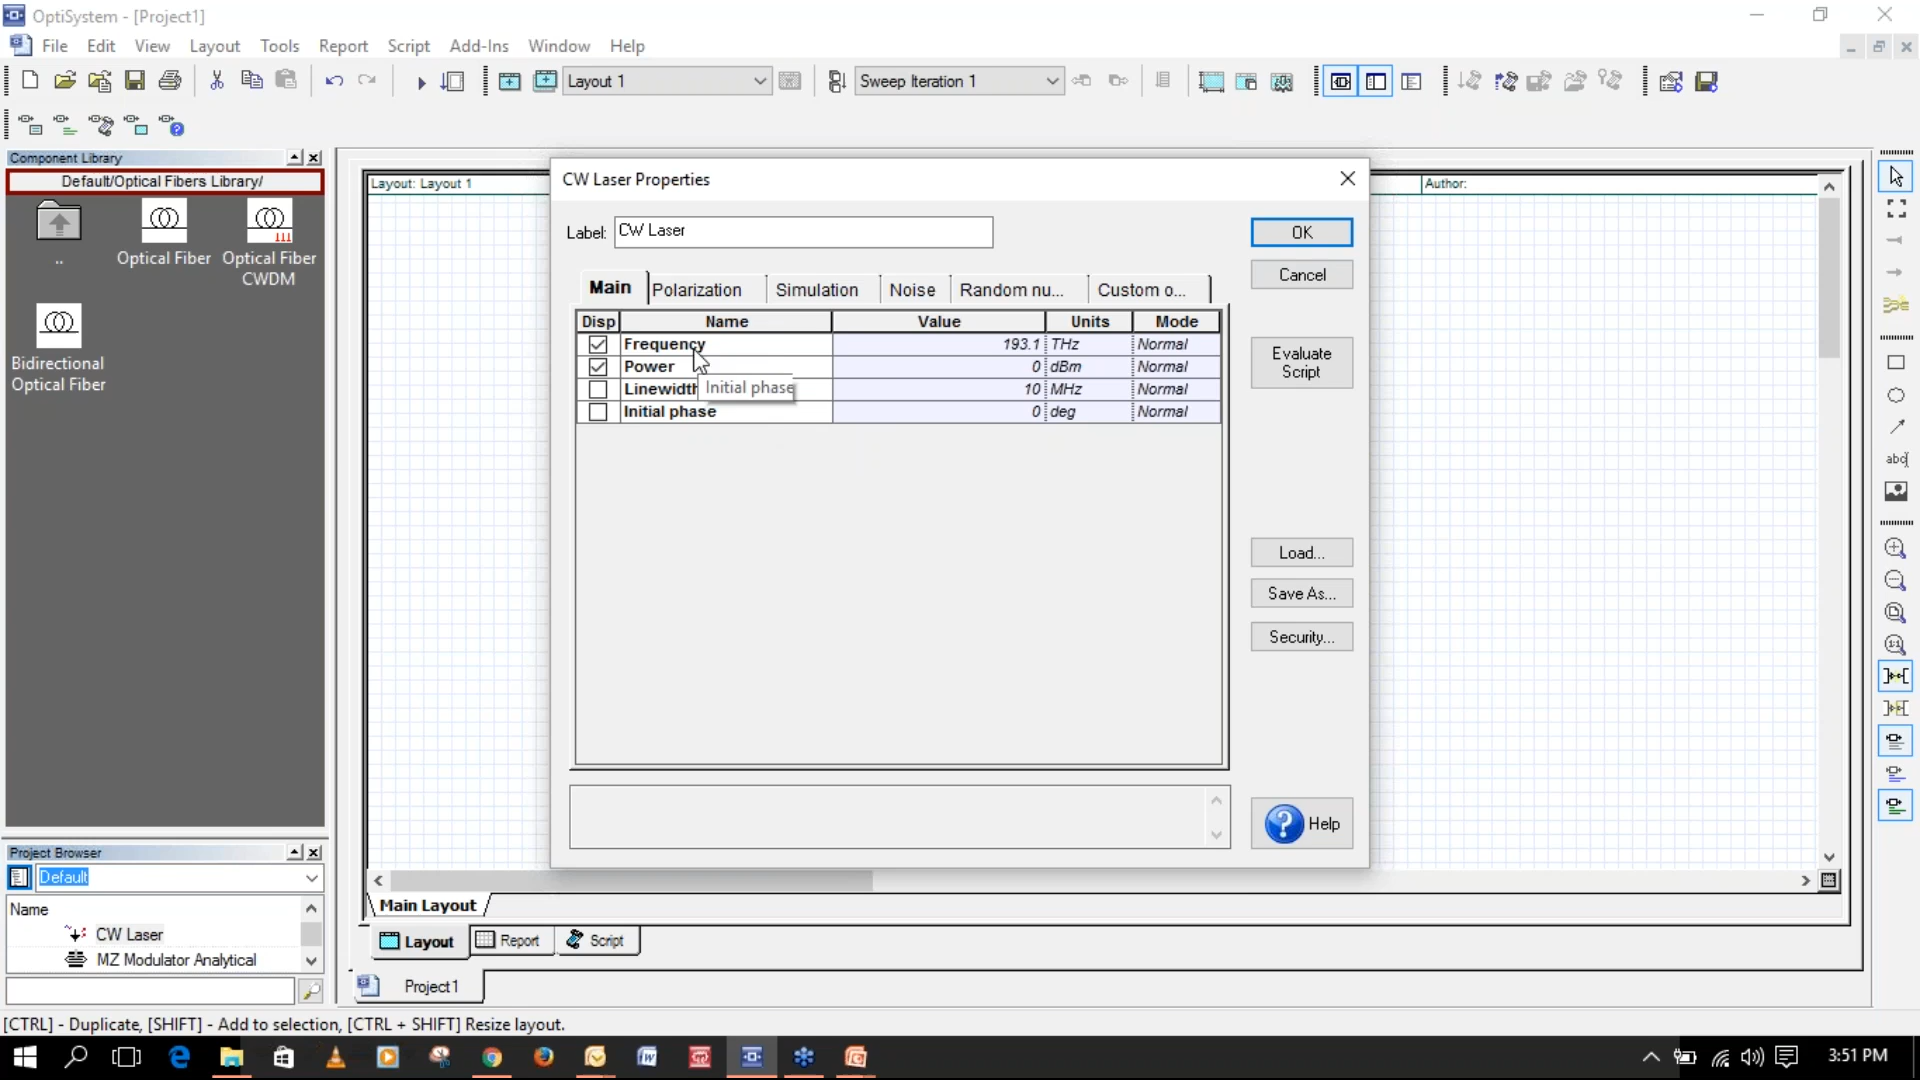 OptiSystem - [Project1]
File Edit View Layout Tools Report Script Add-Ins Window Help
Layout 1
Sweep Iteration 1
Component Library
Default/Optical Fibers Library/
..
Optical Fiber
Optical Fiber
CWDM
Bidirectional
Optical Fiber
Layout: Layout 1
Author:
CW Laser Properties
Label: CW Laser
OK
Cancel
Evaluate
Script
Load...
Save As...
Security...
Help
Main Polarization Simulation Noise Random nu... Custom o...
Disp Name Value Units Mode
Frequency 193.1 THz Normal
Power 0 dBm Normal
Linewidth 10 MHz Normal
Initial phase
Initial phase 0 deg Normal
abc
1:1
Project Browser
Default
Name
CW Laser
MZ Modulator Analytical
Main Layout
Layout Report Script
Project1
[CTRL] - Duplicate, [SHIFT] - Add to selection, [CTRL + SHIFT] Resize layout.
3:51 PM